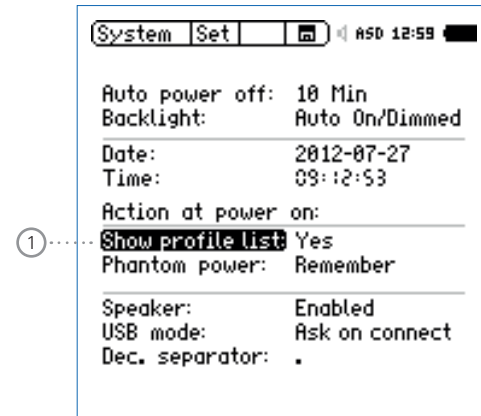 System Set ASD 12:59
Auto power off: 10 Min
Backlight: Auto On/Dimmed
Date: 2012-07-27
Time: 09:12:53
Action at power on:
1 Show profile list: Yes
Phantom power: Remember
Speaker: Enabled
USB mode: Ask on connect
Dec. separator: .